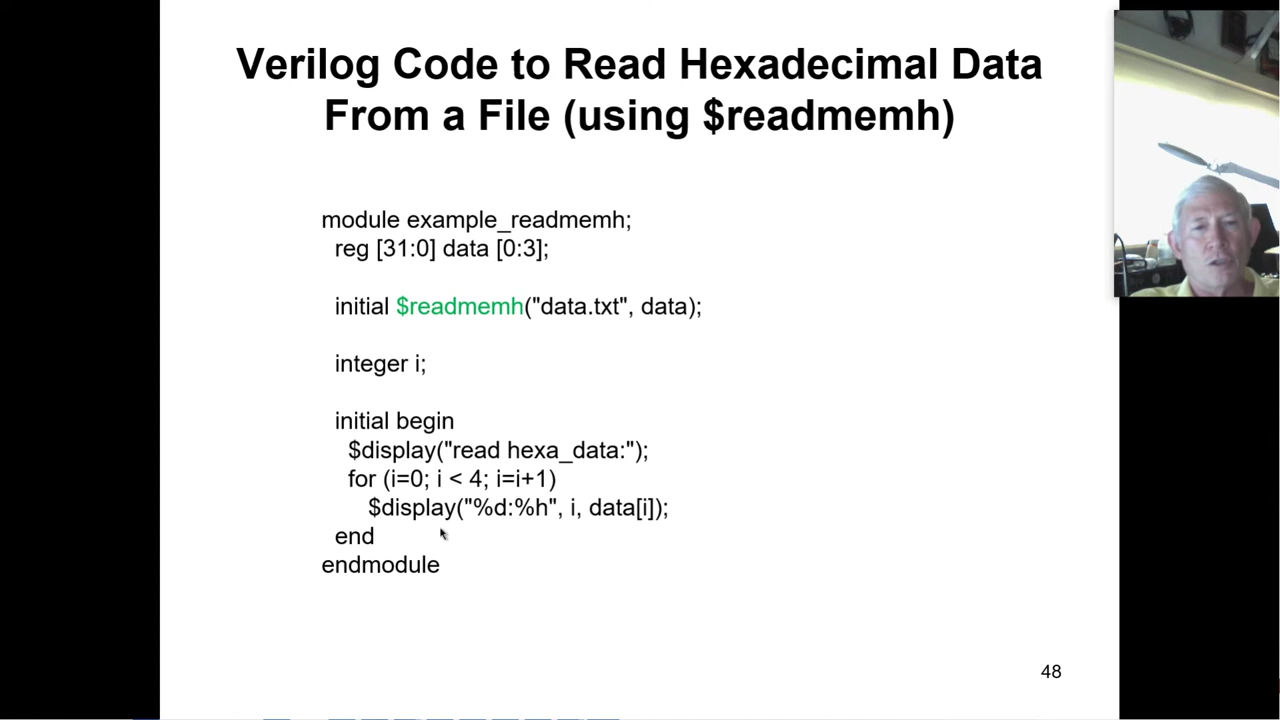 Verilog Code to Read Hexadecimal Data
From a File (using $readmemh)
module example_readmemh;
reg [31:0] data [0:3];
initial $readmemh("data.txt", data);
integer i;
initial begin
$display("read hexa_data:");
for (i=0; i < 4; i=i+1)
$display("%d:%h", i, data[i]);
end
endmodule
48